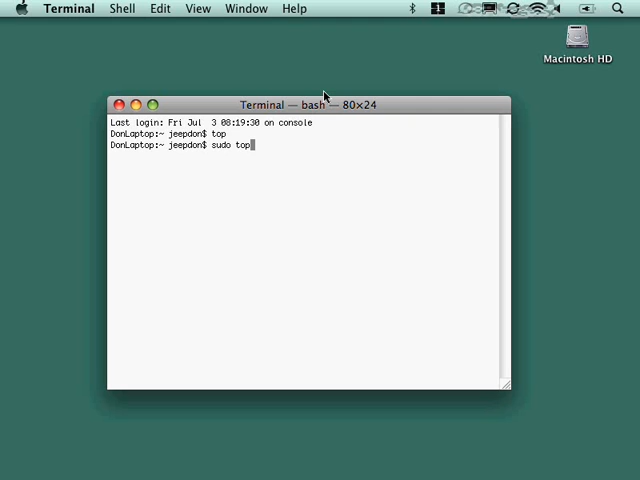 Terminal Shell Edit View Window Help 1
Macintosh HD
Terminal — bash — 80×24
Last login: Fri Jul  3 08:19:30 on console
DonLaptop:~ jeepdon$ top
DonLaptop:~ jeepdon$ sudo top